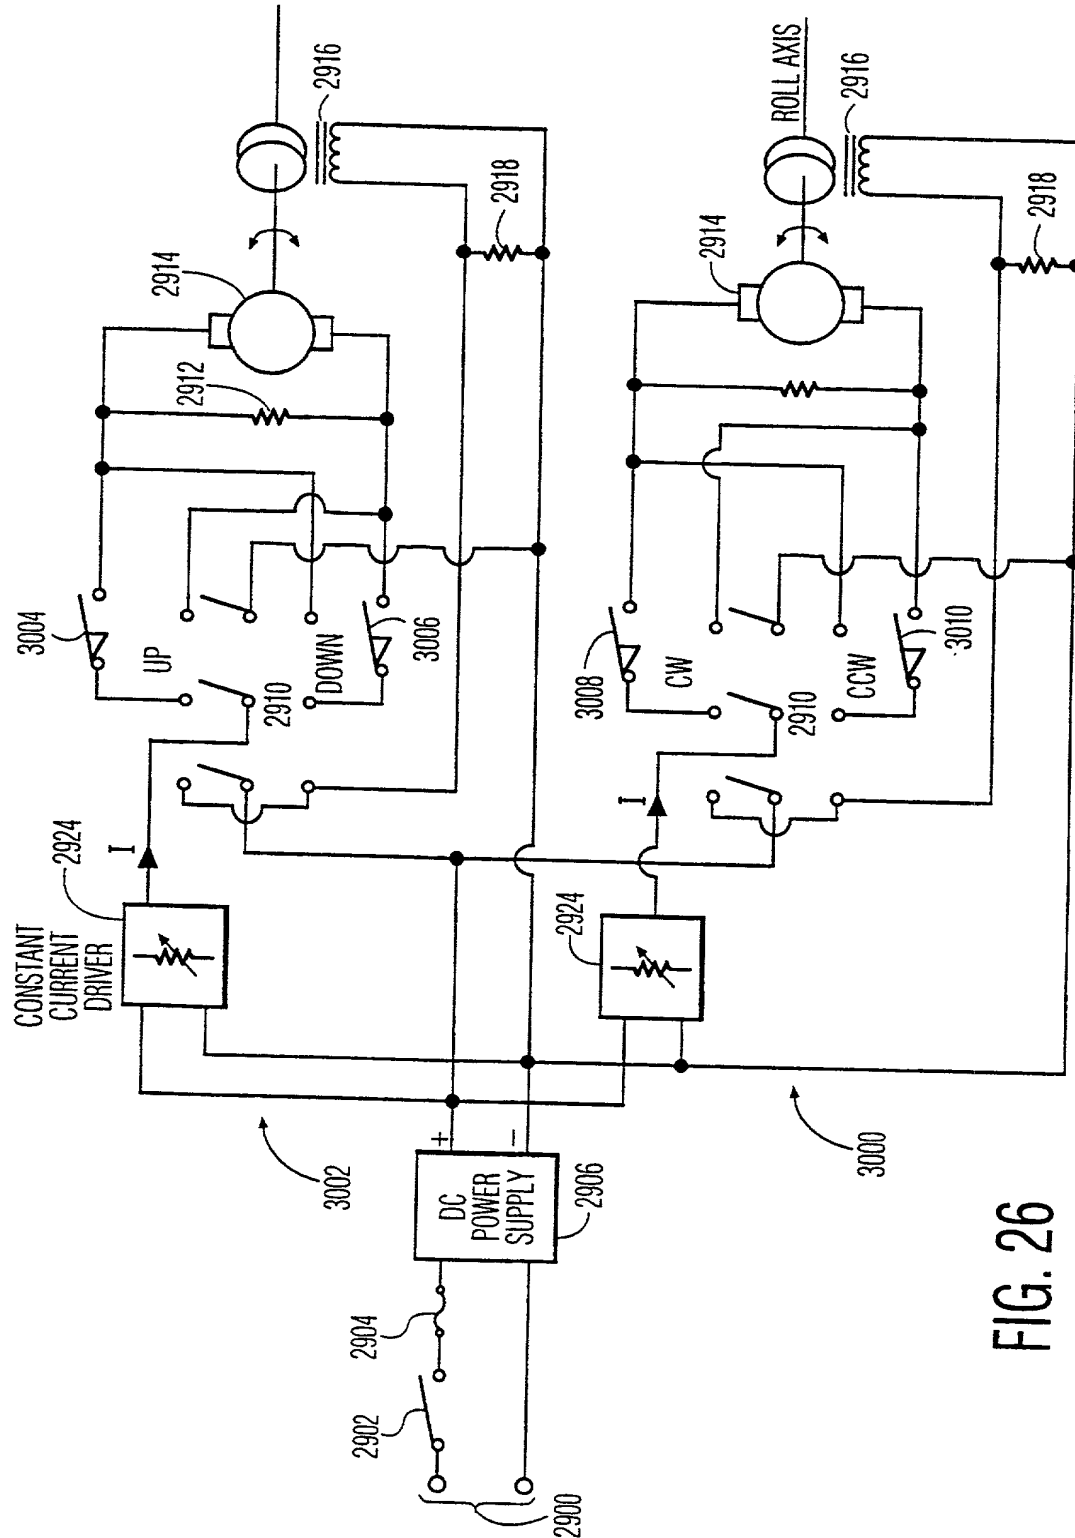 2916
2914
2912
2918
3004
UP
2910
DOWN
3006
I
2924
CONSTANT
CURRENT
DRIVER
3002
ROLL AXIS
2916
2914
2918
3008
CW
2910
CCW
3010
I
2924
+
−
DC
POWER
SUPPLY
2906
3000
2904
2902
2900
FIG. 26